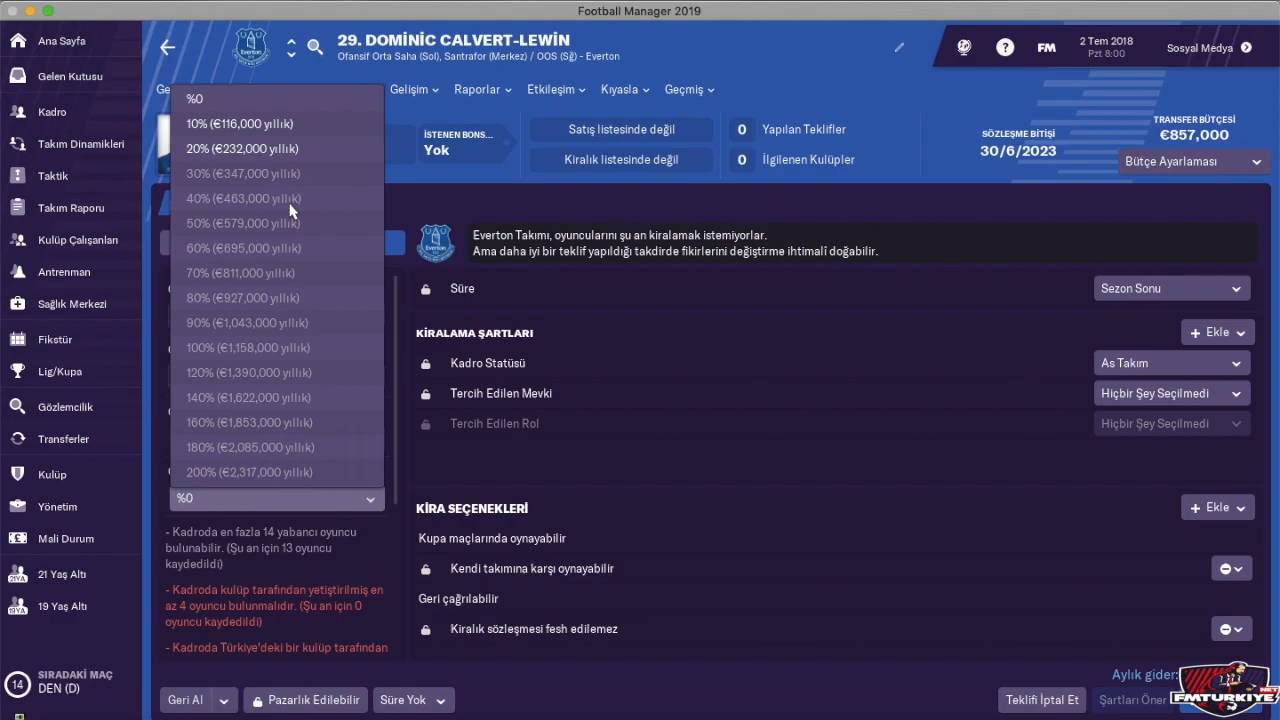 Football Manager 2019
Ana Sayfa
Gelen Kutusu
Kadro
Takım Dinamikleri
Taktik
Takım Raporu
Kulüp Çalışanları
Antrenman
Sağlık Merkezi
Fikstür
Lig/Kupa
Gözlemcilik
Transferler
Kulüp
Yönetim
Mali Durum
21YA 21 Yaş Altı
19YA 19 Yaş Altı
14 SIRADAKİ MAÇ
DEN (D)
Everton
29. DOMINIC CALVERT-LEWIN
Ofansif Orta Saha (Sol), Santrafor (Merkez) / OOS (Sğ) - Everton
? FM
2 Tem 2018
Pzt 8:00
Sosyal Medya
Ge
Gelişim Raporlar Etkileşim Kıyasla Geçmiş
İSTENEN BONS...
Yok
Satış listesinde değil
Kiralık listesinde değil
0 Yapılan Teklifler
0 İlgilenen Kulüpler
SÖZLEŞME BİTİŞİ
30/6/2023
TRANSFER BÜTÇESİ
€857,000
Bütçe Ayarlaması
%0
10% (€116,000 yıllık)
20% (€232,000 yıllık)
30% (€347,000 yıllık)
40% (€463,000 yıllık)
50% (€579,000 yıllık)
60% (€695,000 yıllık)
70% (€811,000 yıllık)
80% (€927,000 yıllık)
90% (€1,043,000 yıllık)
100% (€1,158,000 yıllık)
120% (€1,390,000 yıllık)
140% (€1,622,000 yıllık)
160% (€1,853,000 yıllık)
180% (€2,085,000 yıllık)
200% (€2,317,000 yıllık)
%0
- Kadroda en fazla 14 yabancı oyuncu
bulunabilir. (Şu an için 13 oyuncu
kaydedildi)
- Kadroda kulüp tarafından yetiştirilmiş en
az 4 oyuncu bulunmalıdır. (Şu an için 0
oyuncu kaydedildi)
- Kadroda Türkiye'deki bir kulüp tarafından
Everton
Everton Takımı, oyuncularını şu an kiralamak istemiyorlar.
Ama daha iyi bir teklif yapıldığı takdirde fikirlerini değiştirme ihtimalî doğabilir.
Süre Sezon Sonu
KİRALAMA ŞARTLARI + Ekle
Kadro Statüsü As Takım
Tercih Edilen Mevki Hiçbir Şey Seçilmedi
Tercih Edilen Rol Hiçbir Şey Seçilmedi
KİRA SEÇENEKLERİ + Ekle
Kupa maçlarında oynayabilir
Kendi takımına karşı oynayabilir
Geri çağrılabilir
Kiralık sözleşmesi fesh edilemez
Aylık gider:
Geri Al Pazarlık Edilebilir Süre Yok Teklifi İptal Et Şartları Öner
FMTURKIYE.NET